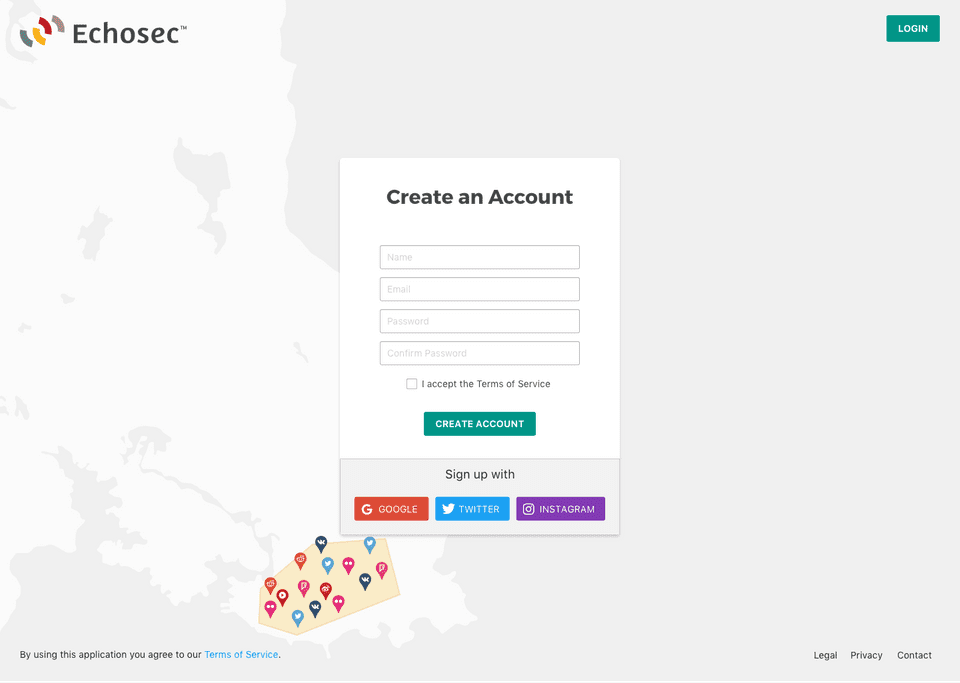 Echosec™
LOGIN
Create an Account
Name
Email
Password
Confirm Password
I accept the Terms of Service
CREATE ACCOUNT
Sign up with
GOOGLE
TWITTER
INSTAGRAM
By using this application you agree to our Terms of Service.
Legal
Privacy
Contact